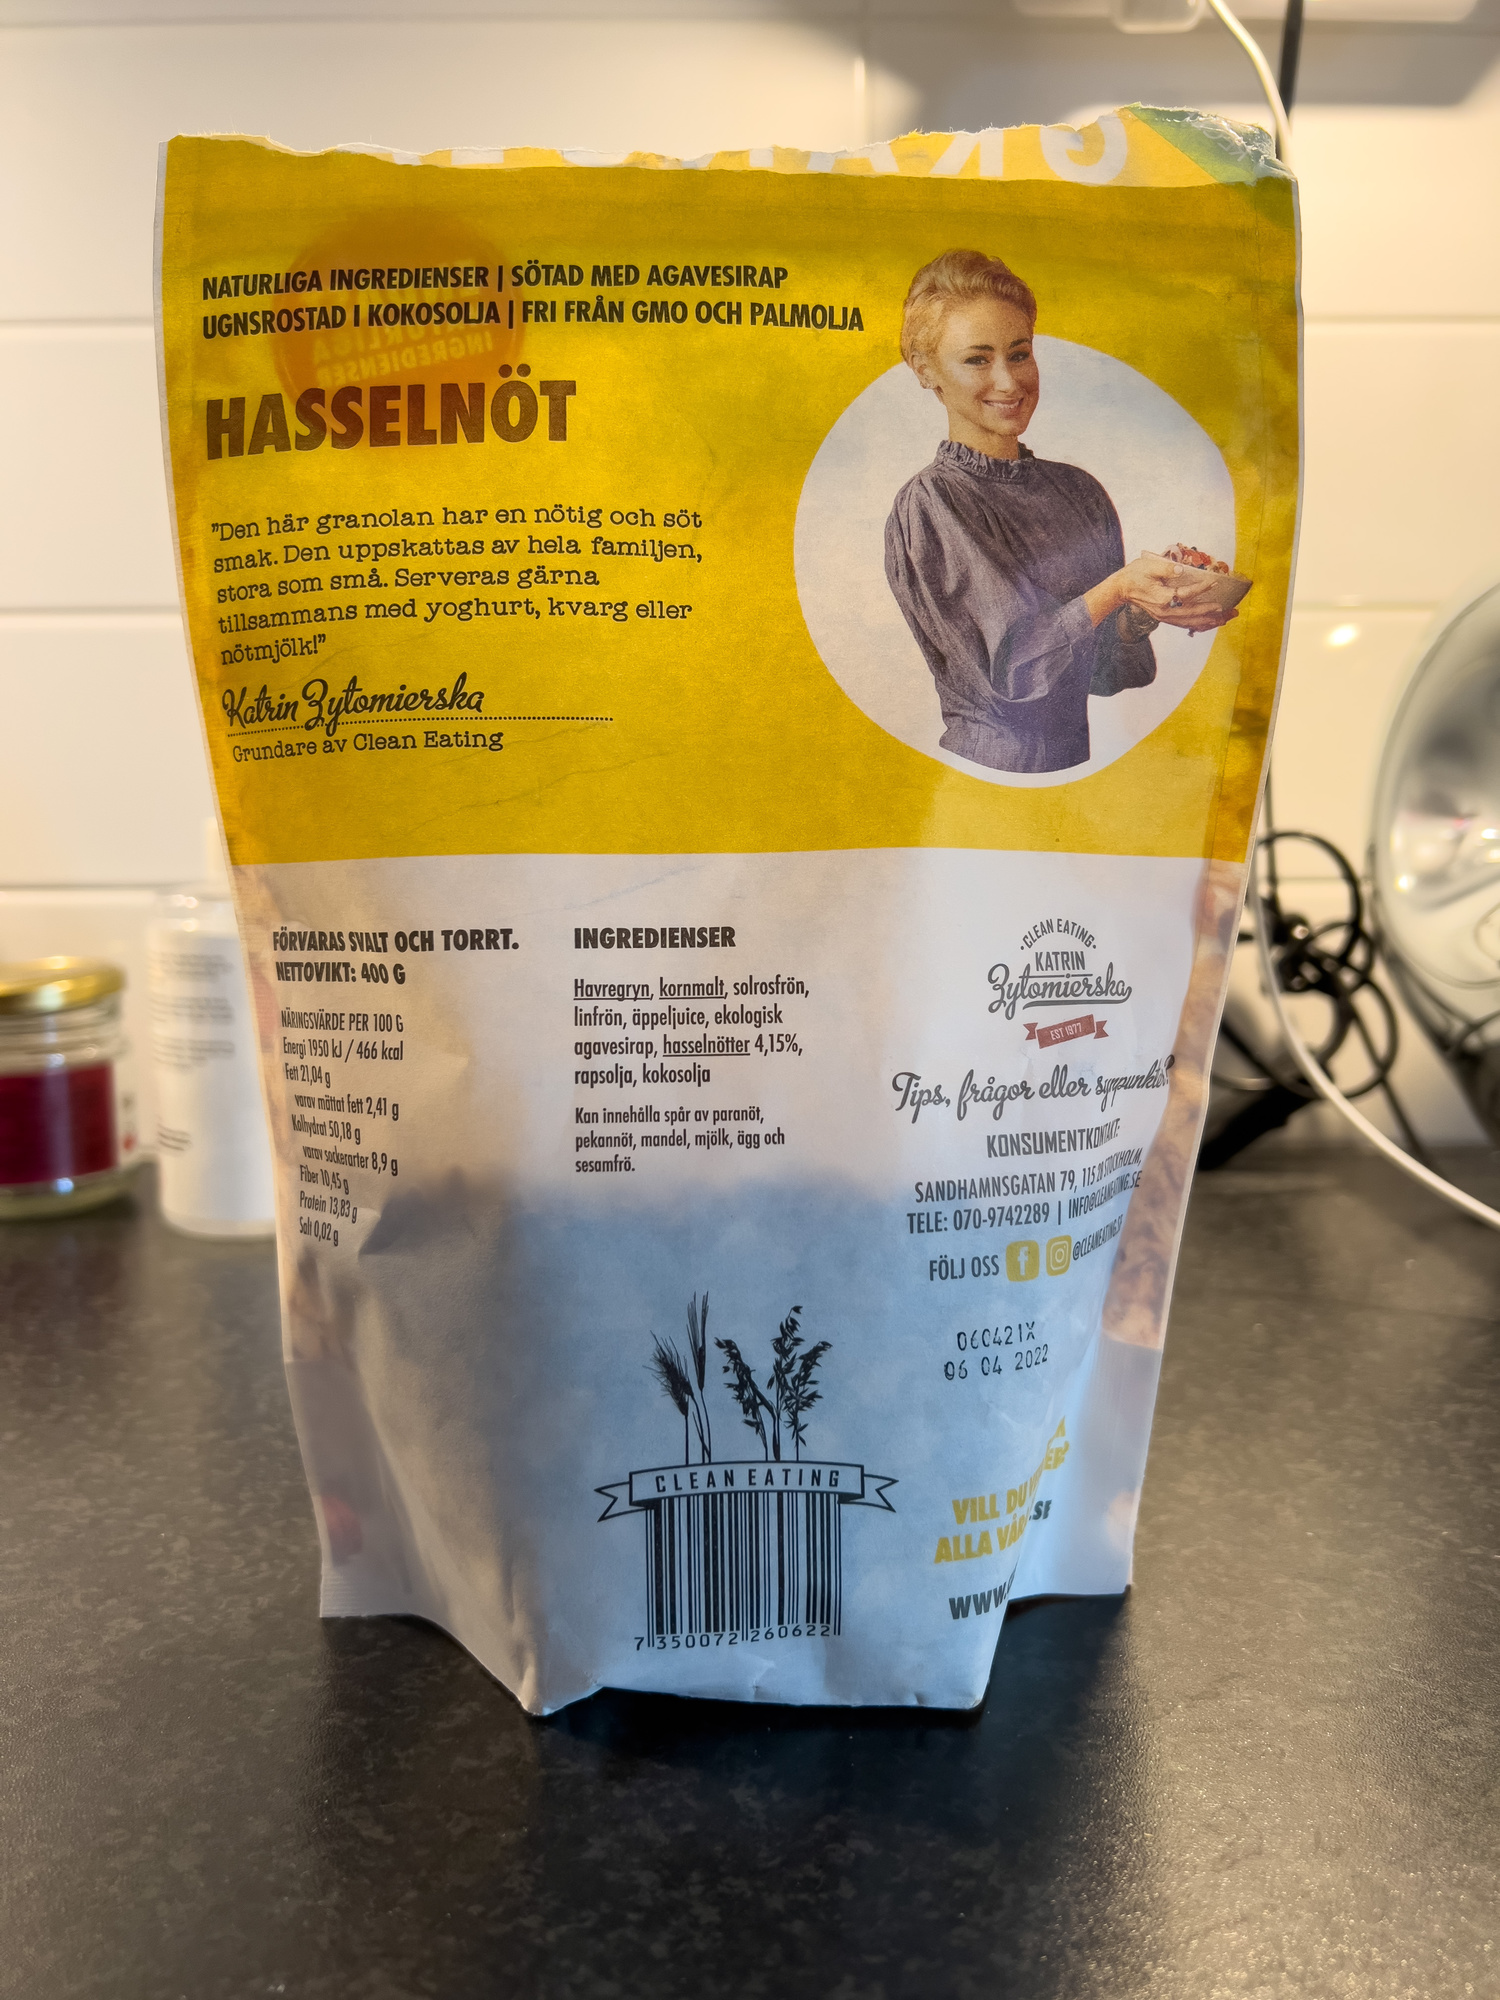 NATURLIGA INGREDIENSER | SÖTAD MED AGAVESIRAP
UGNSROSTAD I KOKOSOLJA | FRI FRÅN GMO OCH PALMOLJA
HASSELNÖT
"Den här granolan har en nötig och söt
smak. Den uppskattas av hela familjen,
stora som små. Serveras gärna
tillsammans med yoghurt, kvarg eller
nötmjölk!"
Katrin Zytomierska
Grundare av Clean Eating
FÖRVARAS SVALT OCH TORRT.
NETTOVIKT: 400 G
NÄRINGSVÄRDE PER 100 G
Energi 1950 kJ / 466 kcal
Fett 21,04 g
varav mättat fett 2,41 g
Kolhydrat 50,18 g
varav sockerarter 8,9 g
Fiber 10,45 g
Protein 13,83 g
Salt 0,02 g
INGREDIENSER
Havregryn, kornmalt, solrosfrön,
linfrön, äppeljuice, ekologisk
agavesirap, hasselnötter 4,15%,
rapsolja, kokosolja
Kan innehålla spår av paranöt,
pekannöt, mandel, mjölk, ägg och
sesamfrö.
·CLEAN EATING·
KATRIN
Zytomierska
EST 1977
Tips, frågor eller synpunkter?
KONSUMENTKONTAKT:
SANDHAMNSGATAN 79, 115 28 STOCKHOLM,
TELE: 070-9742289 | INFO@CLEANEATING.SE
FÖLJ OSS @CLEANEATING.SE
060421X
06 04 2022
VILL DU
ALLA VÅR
.SE
WWW.
CLEAN EATING
7 350072 260622